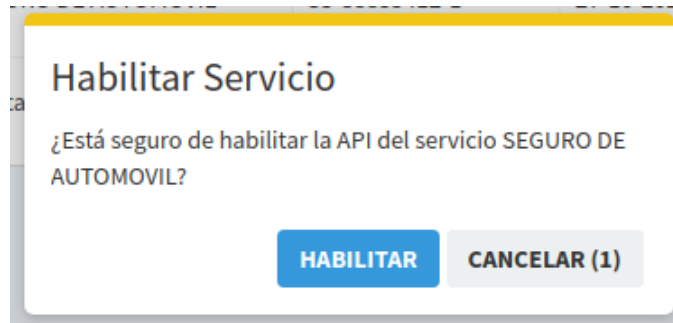 Habilitar Servicio
¿Está seguro de habilitar la API del servicio SEGURO DE
AUTOMOVIL?
HABILITAR
CANCELAR (1)